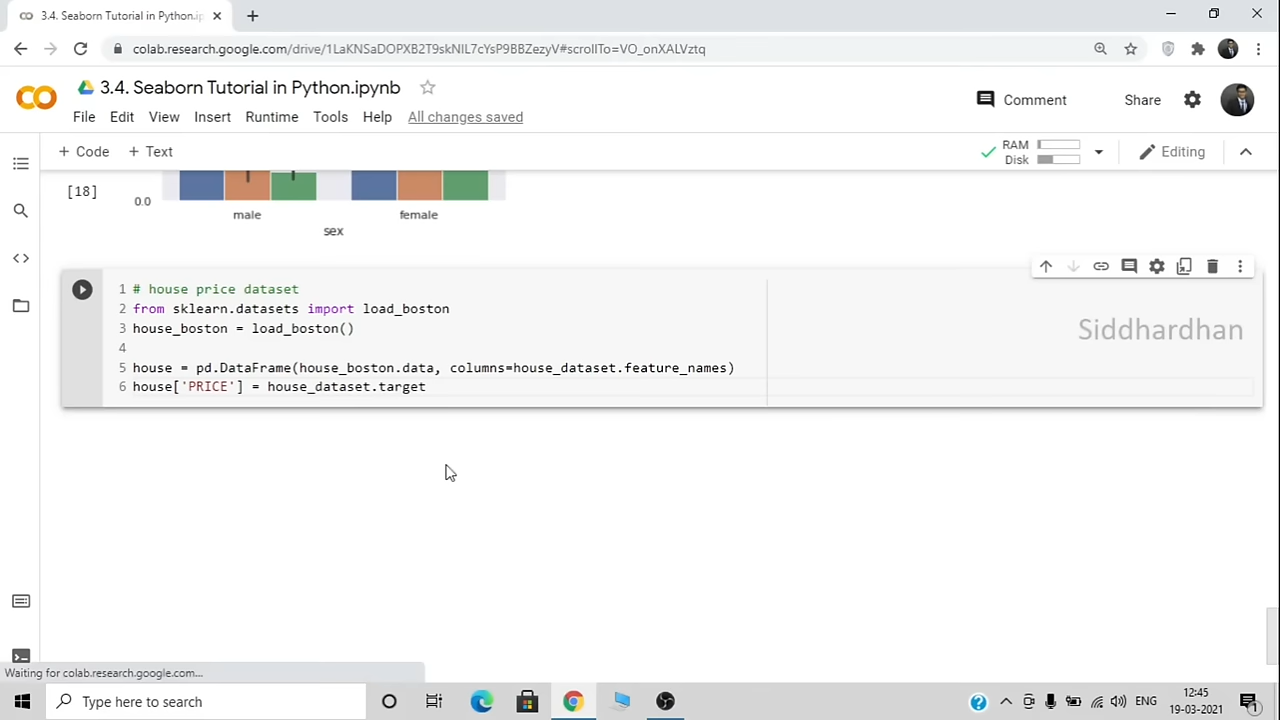 3.4. Seaborn Tutorial in Python.ip
colab.research.google.com/drive/1LaKNSaDOPXB2T9skNIL7cYsP9BBZezyV#scrollTo=VO_onXALVztq
3.4. Seaborn Tutorial in Python.ipynb
Comment
Share
File Edit View Insert Runtime Tools Help All changes saved
+ Code + Text
RAM
Disk
Editing
[18]
0.0
male female
sex
1 # house price dataset
2 from sklearn.datasets import load_boston
3 house_boston = load_boston()
4
5 house = pd.DataFrame(house_boston.data, columns=house_dataset.feature_names)
6 house['PRICE'] = house_dataset.target
Siddhardhan
Waiting for colab.research.google.com...
Type here to search
ENG
12:45
19-03-2021
1